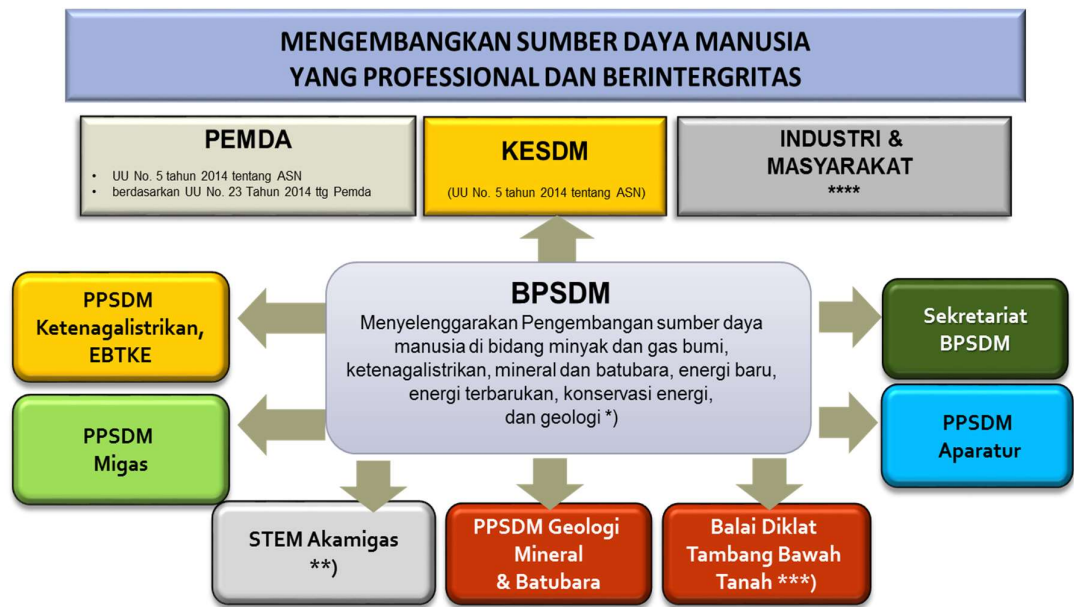 MENGEMBANGKAN SUMBER DAYA MANUSIA
YANG PROFESSIONAL DAN BERINTERGRITAS
PEMDA
• UU No. 5 tahun 2014 tentang ASN
• berdasarkan UU No. 23 Tahun 2014 ttg Pemda
KESDM
(UU No. 5 tahun 2014 tentang ASN)
INDUSTRI &
MASYARAKAT
****
BPSDM
Menyelenggarakan Pengembangan sumber daya
manusia di bidang minyak dan gas bumi,
ketenagalistrikan, mineral dan batubara, energi baru,
energi terbarukan, konservasi energi,
dan geologi *)
PPSDM
Ketenagalistrikan,
EBTKE
PPSDM
Migas
Sekretariat
BPSDM
PPSDM
Aparatur
STEM Akamigas
**)
PPSDM Geologi
Mineral
& Batubara
Balai Diklat
Tambang Bawah
Tanah ***)